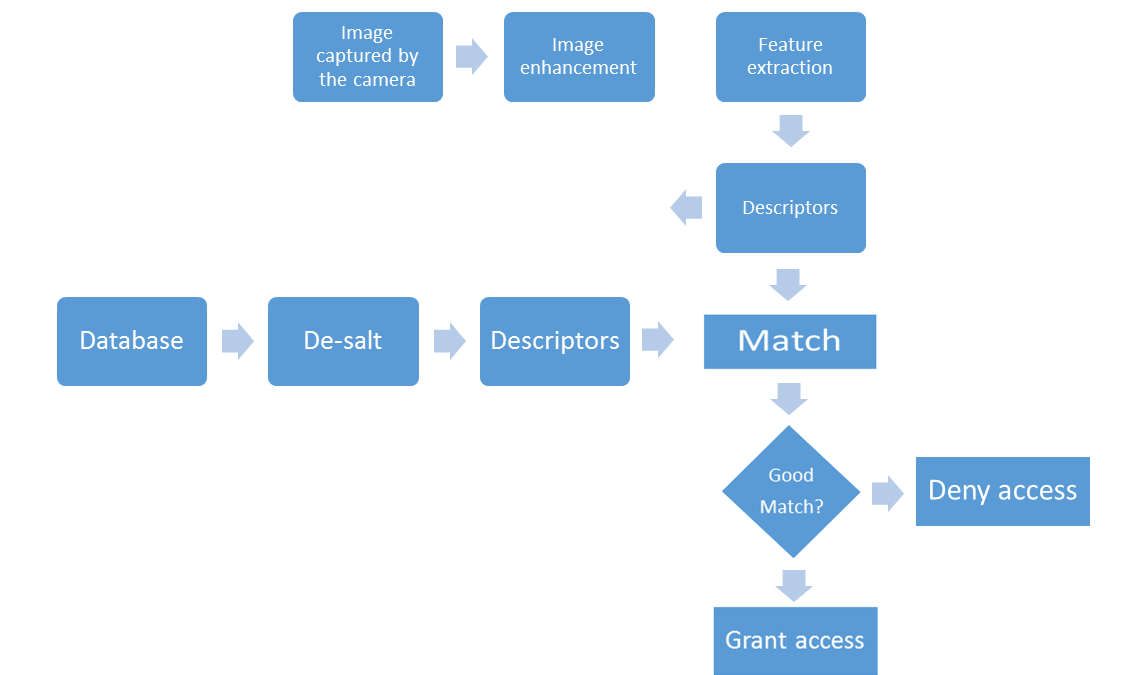 Image
captured by
the camera
Image
enhancement
Feature
extraction
Descriptors
Database
De-salt
Descriptors
Match
Good
Match?
Deny access
Grant access